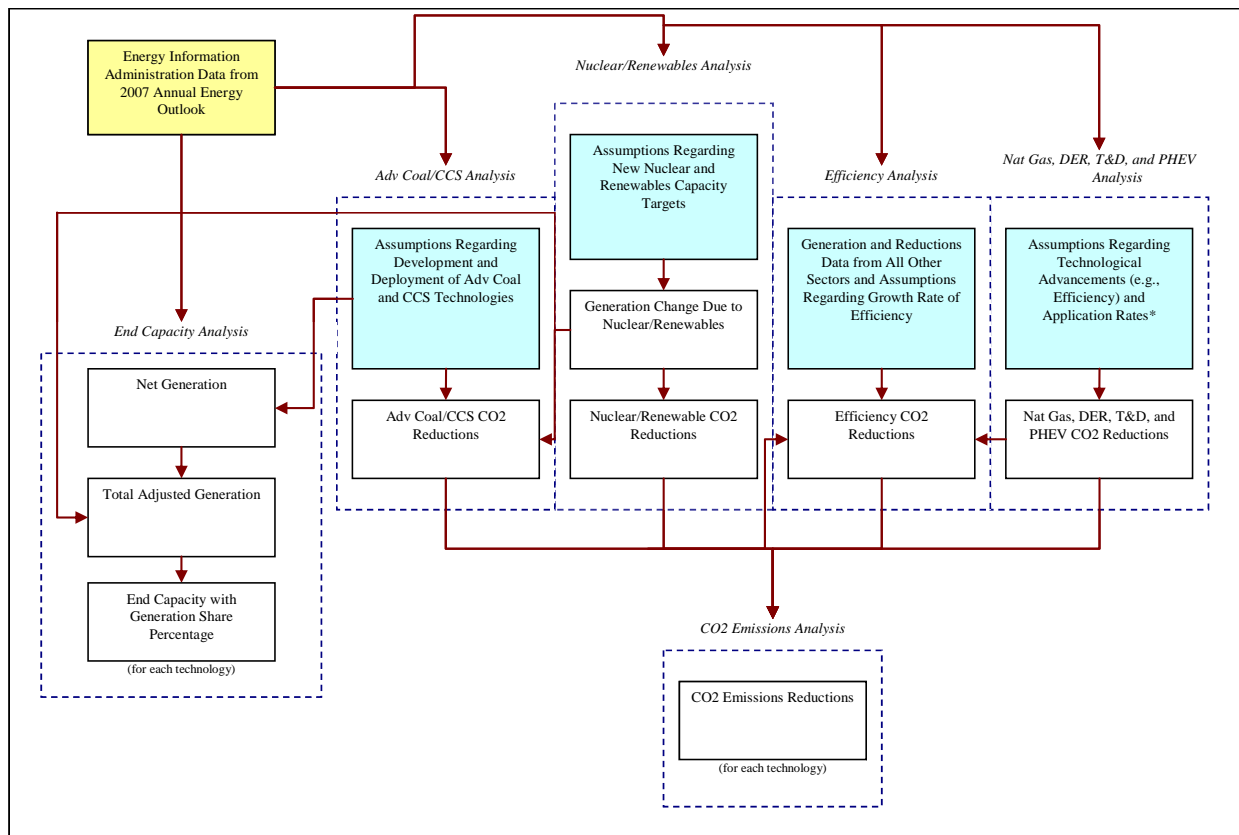 Energy Information
Administration Data from
2007 Annual Energy
Outlook
Nuclear/Renewables Analysis
Adv Coal/CCS Analysis
Assumptions Regarding
New Nuclear and
Renewables Capacity
Targets
Efficiency Analysis
Nat Gas, DER, T&D, and PHEV
Analysis
Assumptions Regarding
Development and
Deployment of Adv Coal
and CCS Technologies
Generation and Reductions
Data from All Other
Sectors and Assumptions
Regarding Growth Rate of
Efficiency
Assumptions Regarding
Technological
Advancements (e.g.,
Efficiency) and
Application Rates*
Generation Change Due to
Nuclear/Renewables
End Capacity Analysis
Net Generation
Adv Coal/CCS CO2
Reductions
Nuclear/Renewable CO2
Reductions
Efficiency CO2
Reductions
Nat Gas, DER, T&D, and
PHEV CO2 Reductions
Total Adjusted Generation
End Capacity with
Generation Share
Percentage
(for each technology)
CO2 Emissions Analysis
CO2 Emissions Reductions
(for each technology)